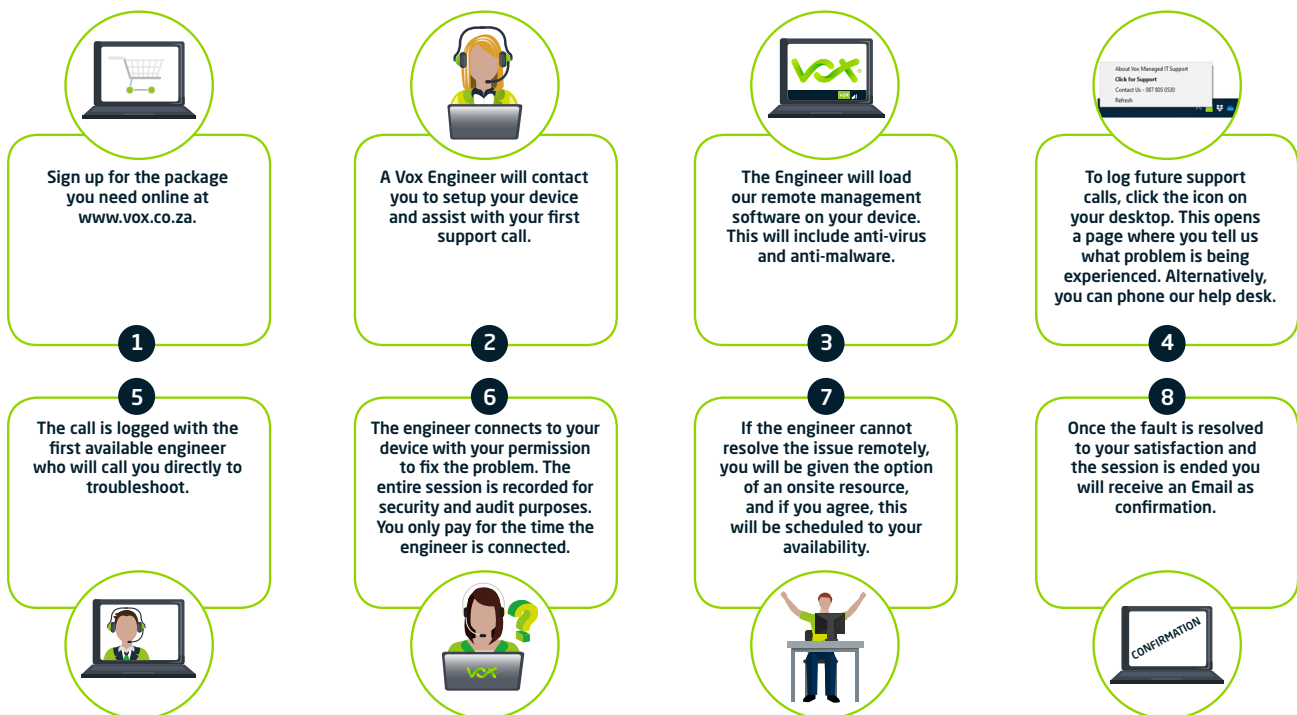 VOX
VOX
About Vox Managed IT Support
Click for Support
Contact Us - 087 805 0530
Refresh
Sign up for the package
you need online at
www.vox.co.za.
1
A Vox Engineer will contact
you to setup your device
and assist with your first
support call.
2
The Engineer will load
our remote management
software on your device.
This will include anti-virus
and anti-malware.
3
To log future support
calls, click the icon on
your desktop. This opens
a page where you tell us
what problem is being
experienced. Alternatively,
you can phone our help desk.
4
5
The call is logged with the
first available engineer
who will call you directly to
troubleshoot.
6
The engineer connects to your
device with your permission
to fix the problem. The
entire session is recorded for
security and audit purposes.
You only pay for the time the
engineer is connected.
VOX
?
7
If the engineer cannot
resolve the issue remotely,
you will be given the option
of an onsite resource,
and if you agree, this
will be scheduled to your
availability.
8
Once the fault is resolved
to your satisfaction and
the session is ended you
will receive an Email as
confirmation.
CONFIRMATION